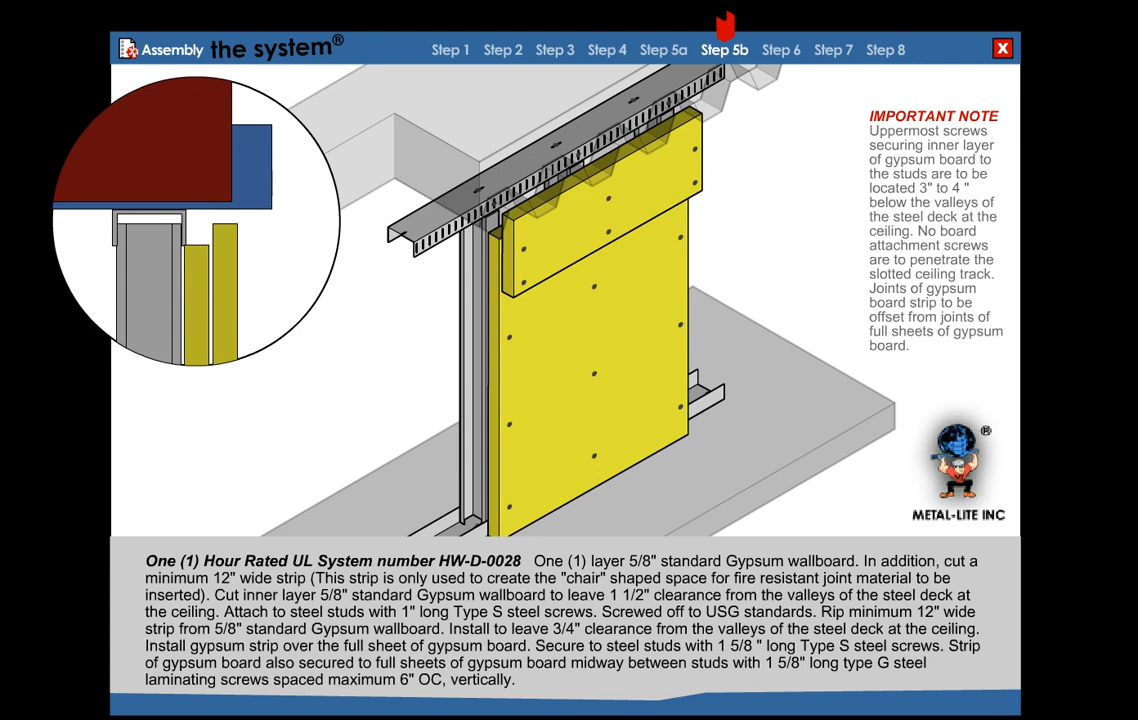 Assembly the system®
Step 1 Step 2 Step 3 Step 4 Step 5a Step 5b Step 6 Step 7 Step 8
X
IMPORTANT NOTE
Uppermost screws
securing inner layer
of gypsum board to
the studs are to be
located 3" to 4 "
below the valleys of
the steel deck at the
ceiling. No board
attachment screws
are to penetrate the
slotted ceiling track.
Joints of gypsum
board strip to be
offset from joints of
full sheets of gypsum
board.
®
METAL-LITE INC
One (1) Hour Rated UL System number HW-D-0028 One (1) layer 5/8" standard Gypsum wallboard. In addition, cut a
minimum 12" wide strip (This strip is only used to create the "chair" shaped space for fire resistant joint material to be
inserted). Cut inner layer 5/8" standard Gypsum wallboard to leave 1 1/2" clearance from the valleys of the steel deck at
the ceiling. Attach to steel studs with 1" long Type S steel screws. Screwed off to USG standards. Rip minimum 12" wide
strip from 5/8" standard Gypsum wallboard. Install to leave 3/4" clearance from the valleys of the steel deck at the ceiling.
Install gypsum strip over the full sheet of gypsum board. Secure to steel studs with 1 5/8 " long Type S steel screws. Strip
of gypsum board also secured to full sheets of gypsum board midway between studs with 1 5/8" long type G steel
laminating screws spaced maximum 6" OC, vertically.